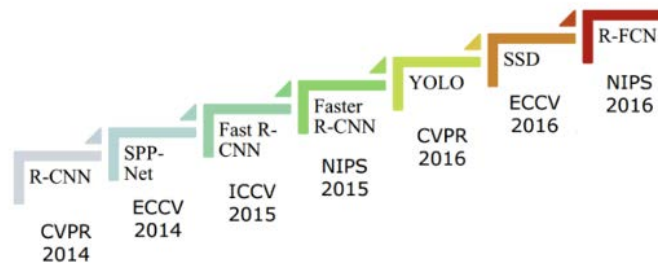 R-CNN
CVPR
2014
SPP-
Net
ECCV
2014
Fast R-
CNN
ICCV
2015
Faster
R-CNN
NIPS
2015
YOLO
CVPR
2016
SSD
ECCV
2016
R-FCN
NIPS
2016